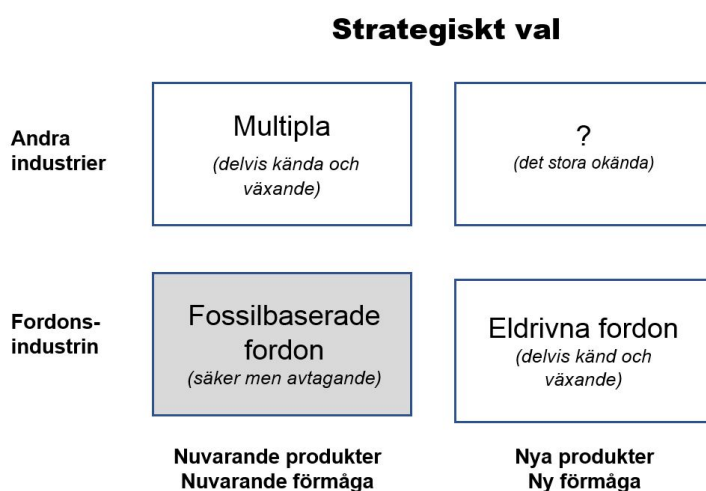 Strategiskt val
Andra
industrier
Multipla
(delvis kända och
växande)
?
(det stora okända)
Fordons-
industrin
Fossilbaserade
fordon
(säker men avtagande)
Eldrivna fordon
(delvis känd och
växande)
Nuvarande produkter
Nuvarande förmåga
Nya produkter
Ny förmåga